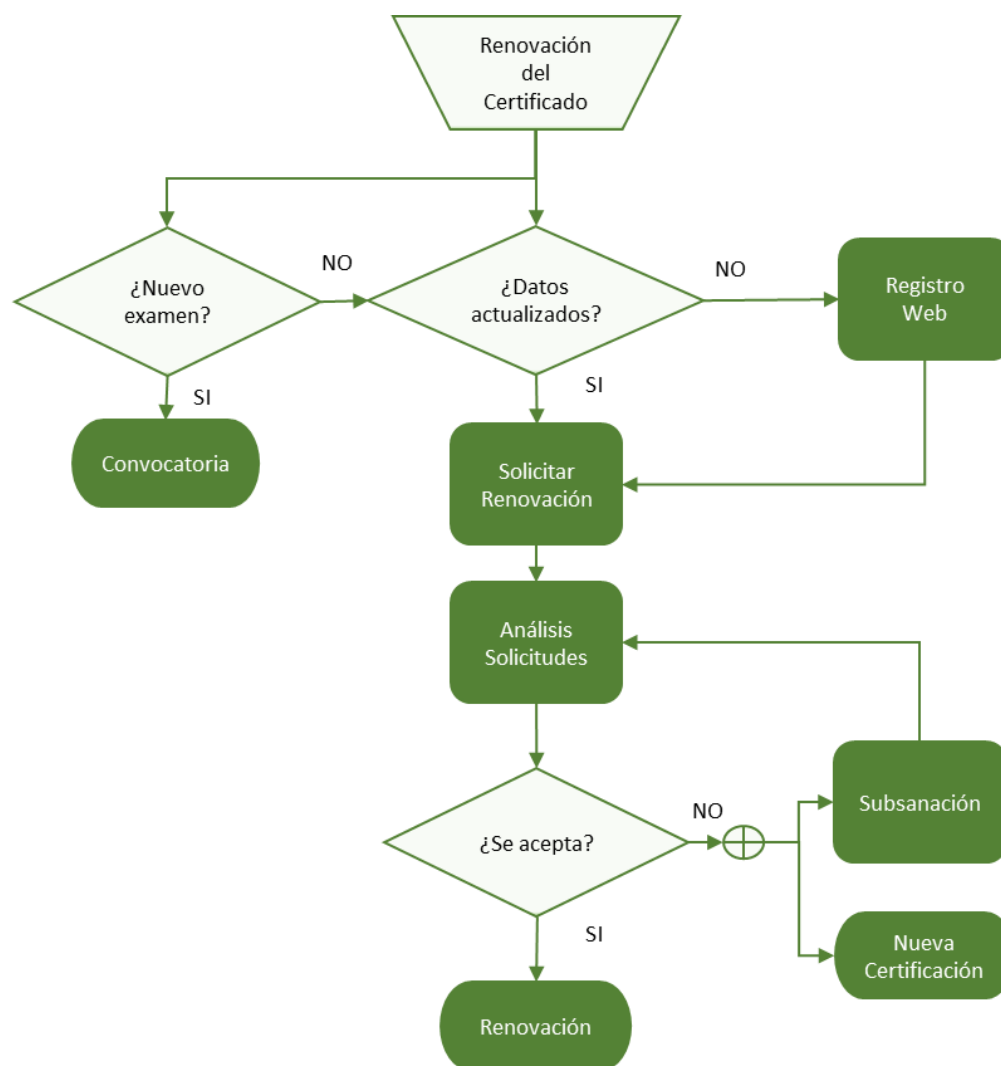 Renovación
del
Certificado
¿Nuevo
examen?
NO
¿Datos
actualizados?
NO
Registro
Web
SI
Convocatoria
SI
Solicitar
Renovación
Análisis
Solicitudes
¿Se acepta?
NO
Subsanación
SI
Nueva
Certificación
Renovación